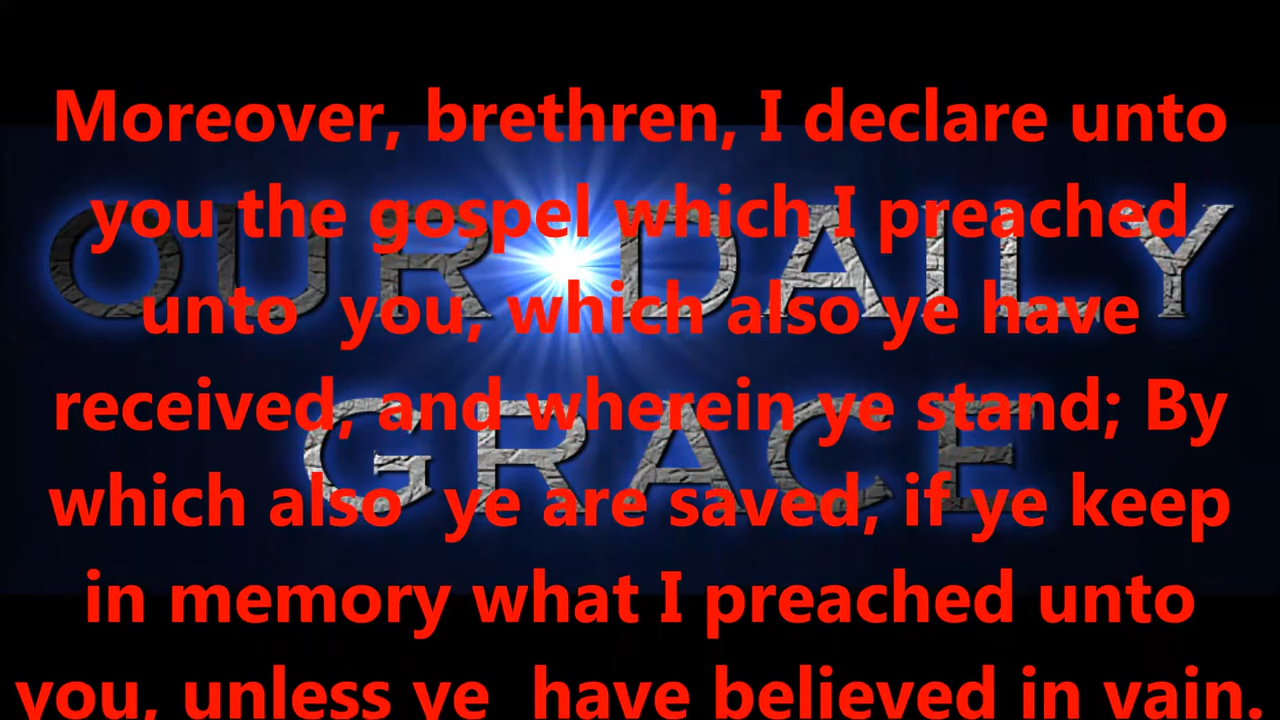 Moreover, brethren, I declare unto
you the gospel which I preached
OUR DAILY
unto  you, which also ye have
received, and wherein ye stand; By
GRACE
which also  ye are saved, if ye keep
in memory what I preached unto
you, unless ye  have believed in vain.